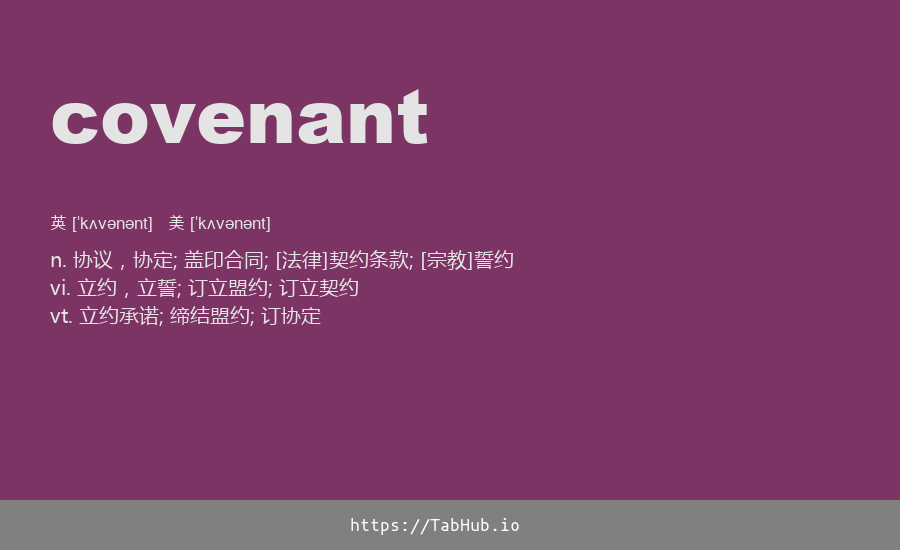 covenant
英 [ˈkʌvənənt] 美 [ˈkʌvənənt]
n. 协议，协定; 盖印合同; [法律]契约条款; [宗教]誓约
vi. 立约，立誓; 订立盟约; 订立契约
vt. 立约承诺; 缔结盟约; 订协定
https://TabHub.io